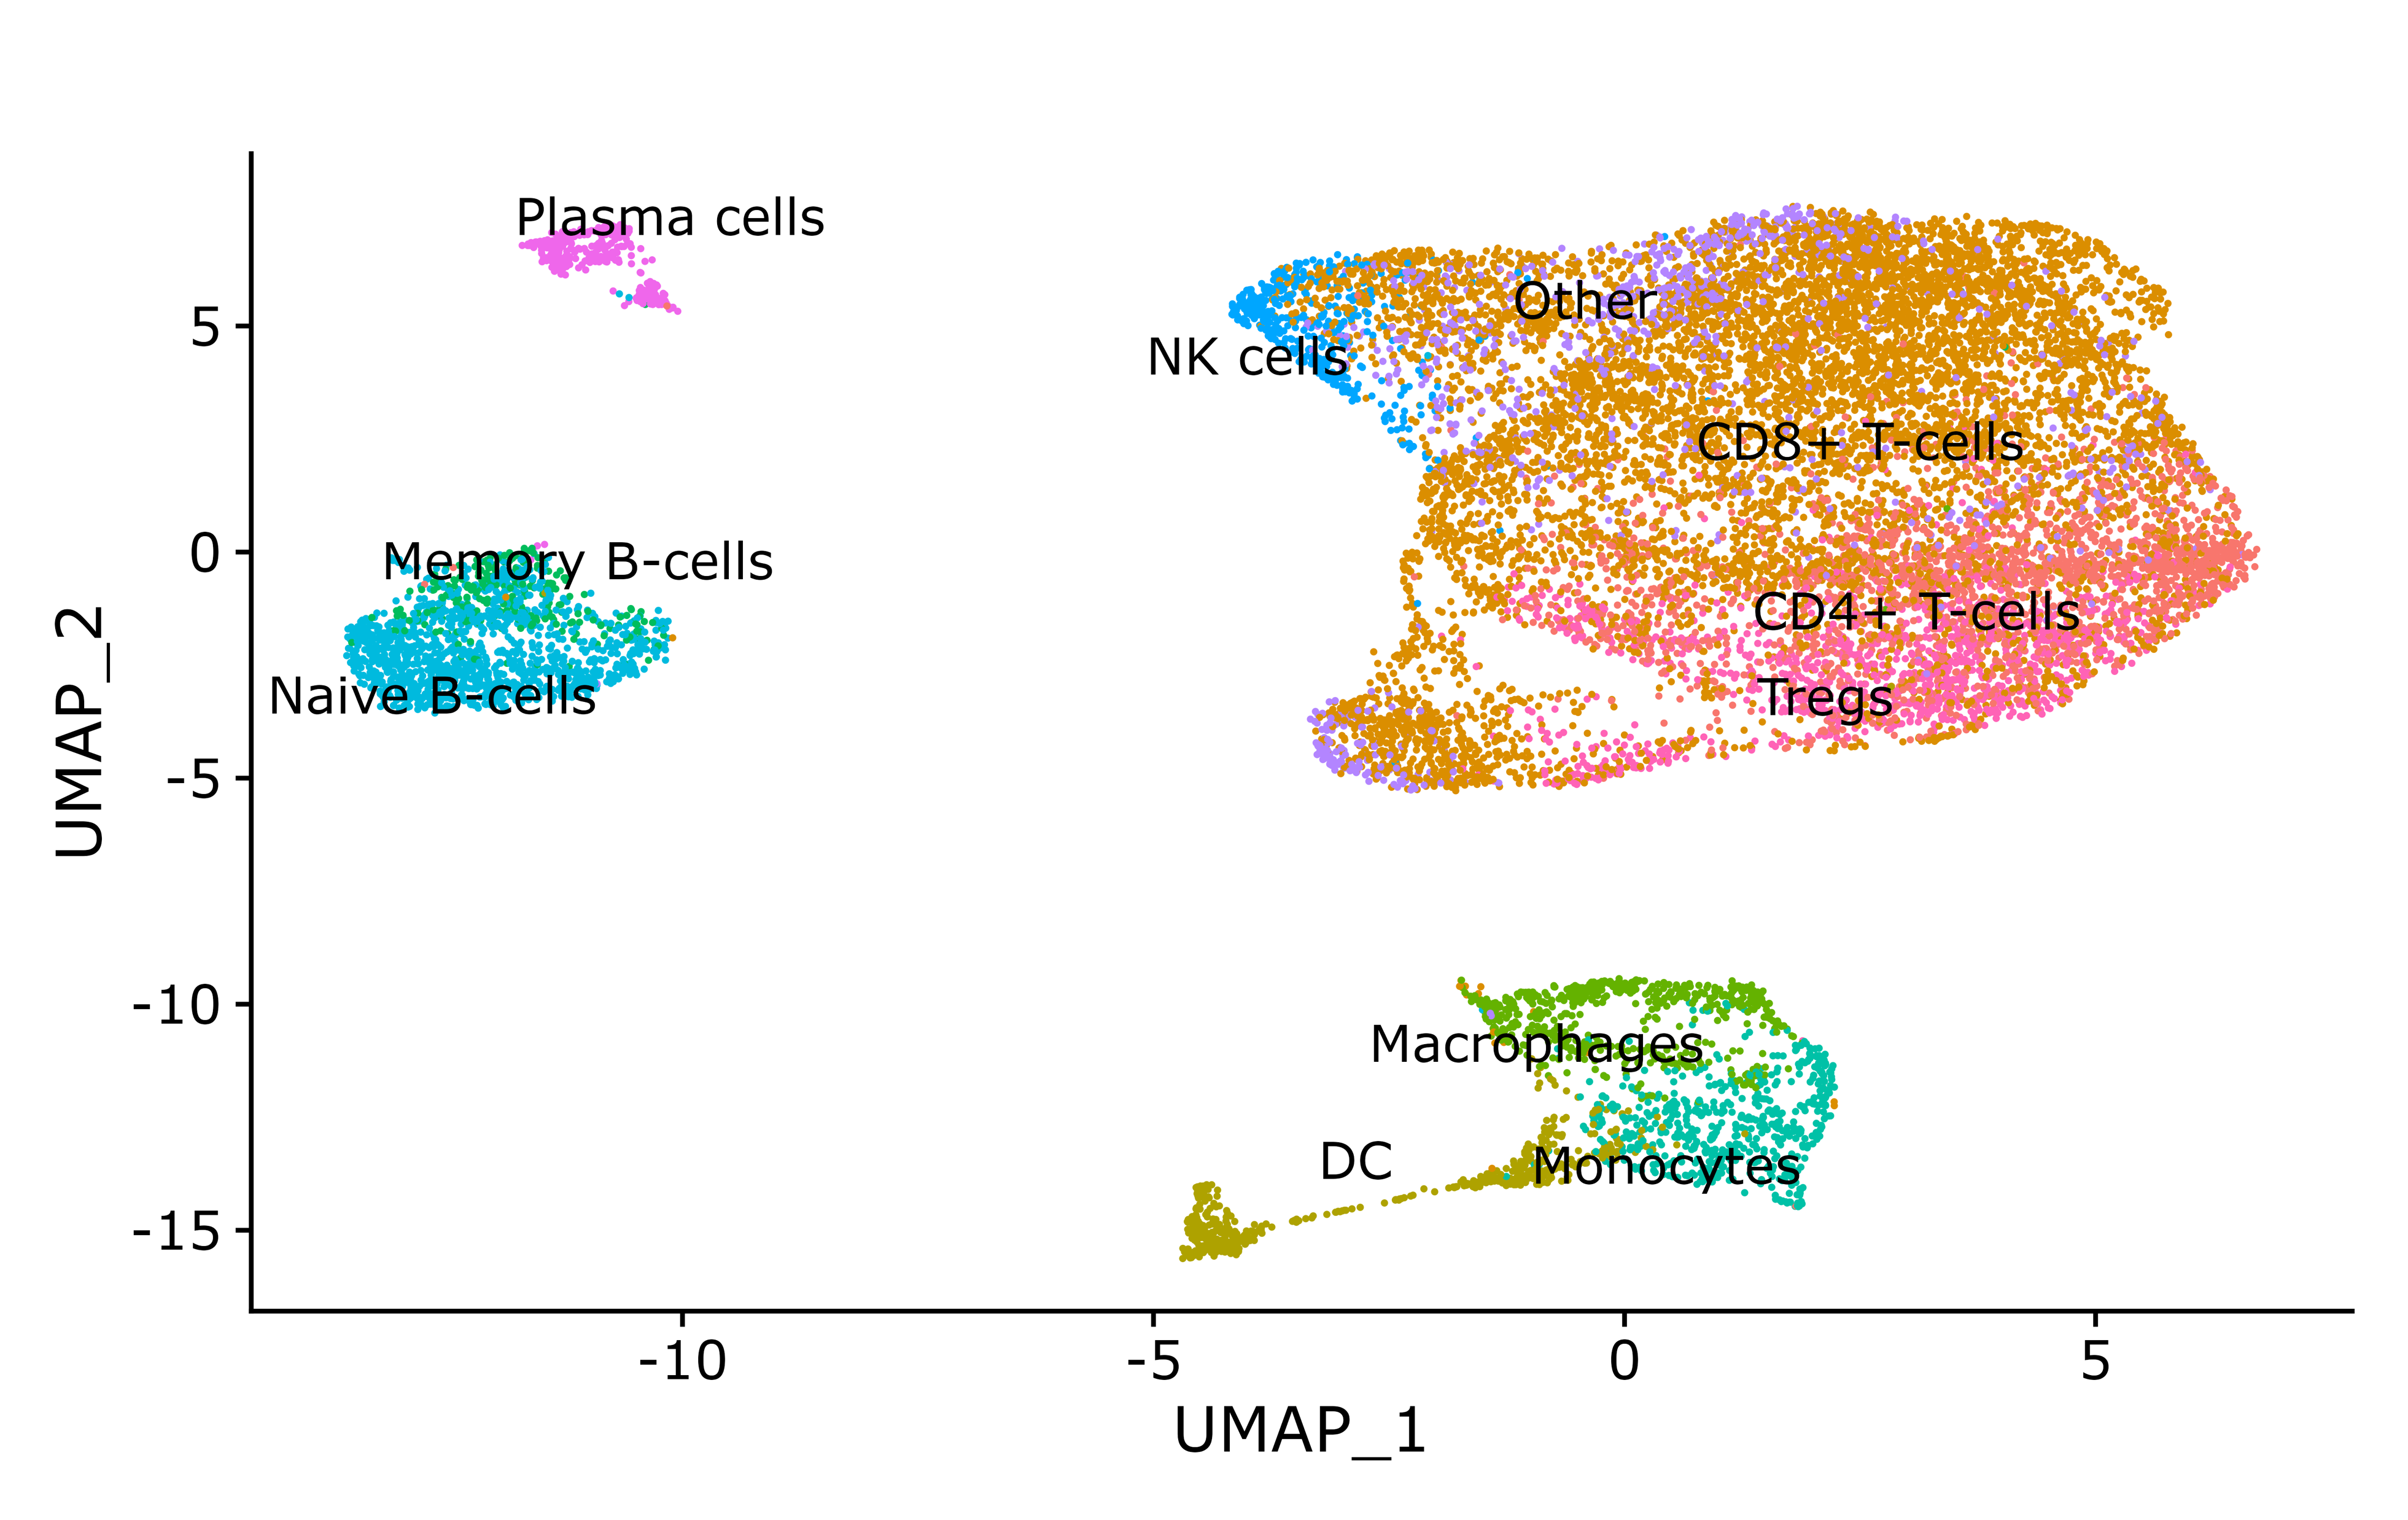 Plasma cells
Other
NK cells
CD8+ T-cells
Memory B-cells
CD4+ T-cells
Naive B-cells
Tregs
Macrophages
DC
Monocytes
UMAP_2
5
0
-5
-10
-15
-10
-5
0
5
UMAP_1